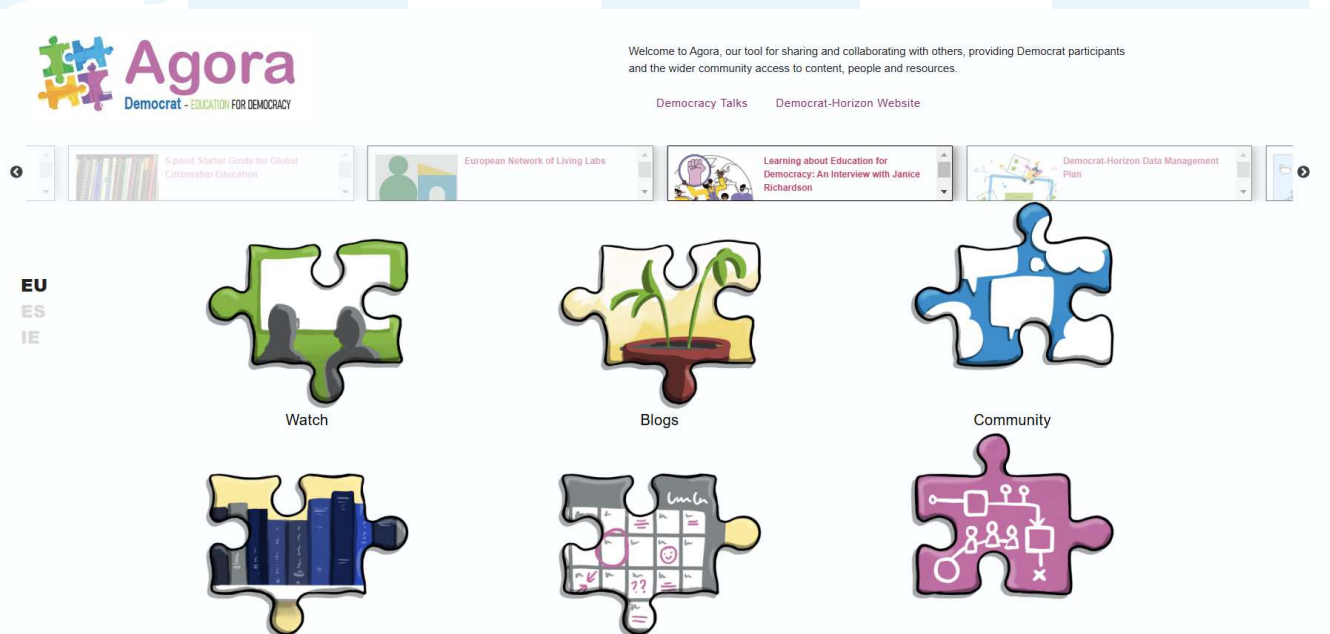 Agora
Democrat - EDUCATION FOR DEMOCRACY
Welcome to Agora, our tool for sharing and collaborating with others, providing Democrat participants
and the wider community access to content, people and resources.
Democracy Talks
Democrat-Horizon Website
5-point Starter Guide for Global
Citizenship Education
European Network of Living Labs
Learning about Education for
Democracy: An Interview with Janice
Richardson
Democrat-Horizon Data Management
Plan
EU
ES
IE
Watch
Blogs
Community
??